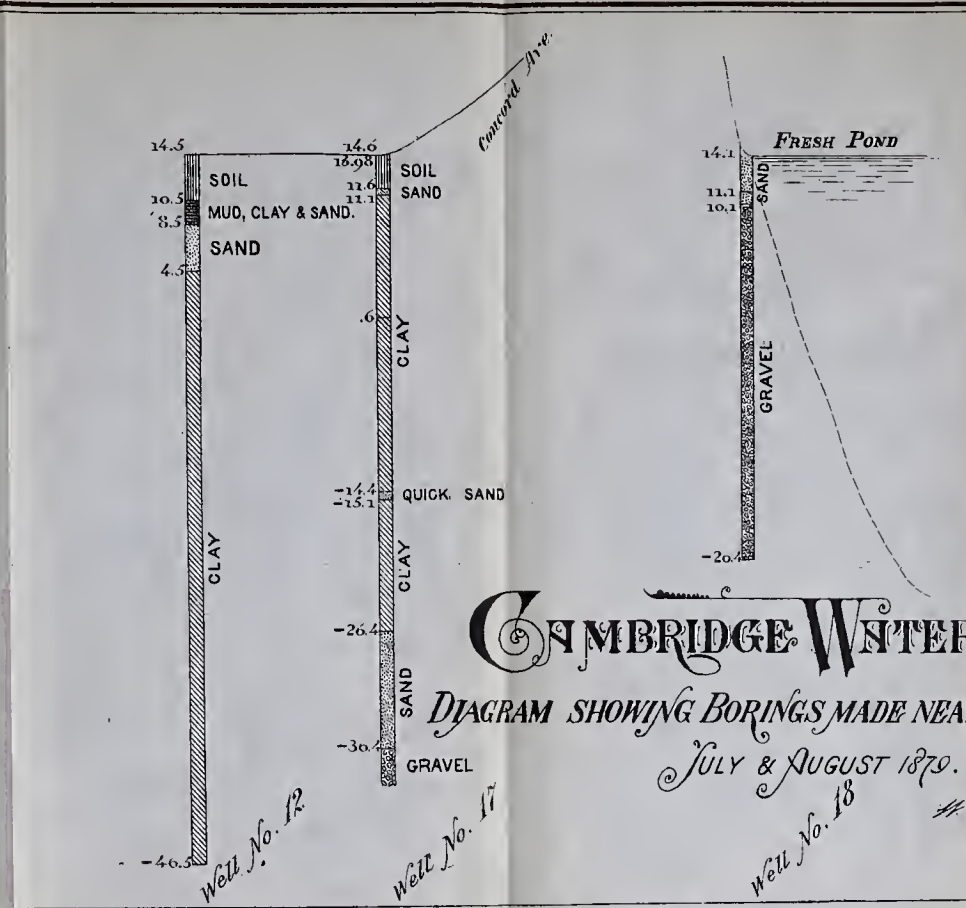 Concord Ave.
14.5
SOIL
10.5
MUD, CLAY & SAND.
8.5
SAND
4.5
CLAY
-46.5
Well No. 12
14.6
13.98
SOIL
11.6
SAND
11.1
.6
CLAY
-14.4
QUICK. SAND
-15.1
CLAY
-26.4
SAND
-36.4
GRAVEL
Well No. 17
FRESH POND
14.1
SAND
11.1
10.1
GRAVEL
-20.4
Well No. 18
CAMBRIDGE WATER
DIAGRAM SHOWING BORINGS MADE NEA
JULY & AUGUST 1879.